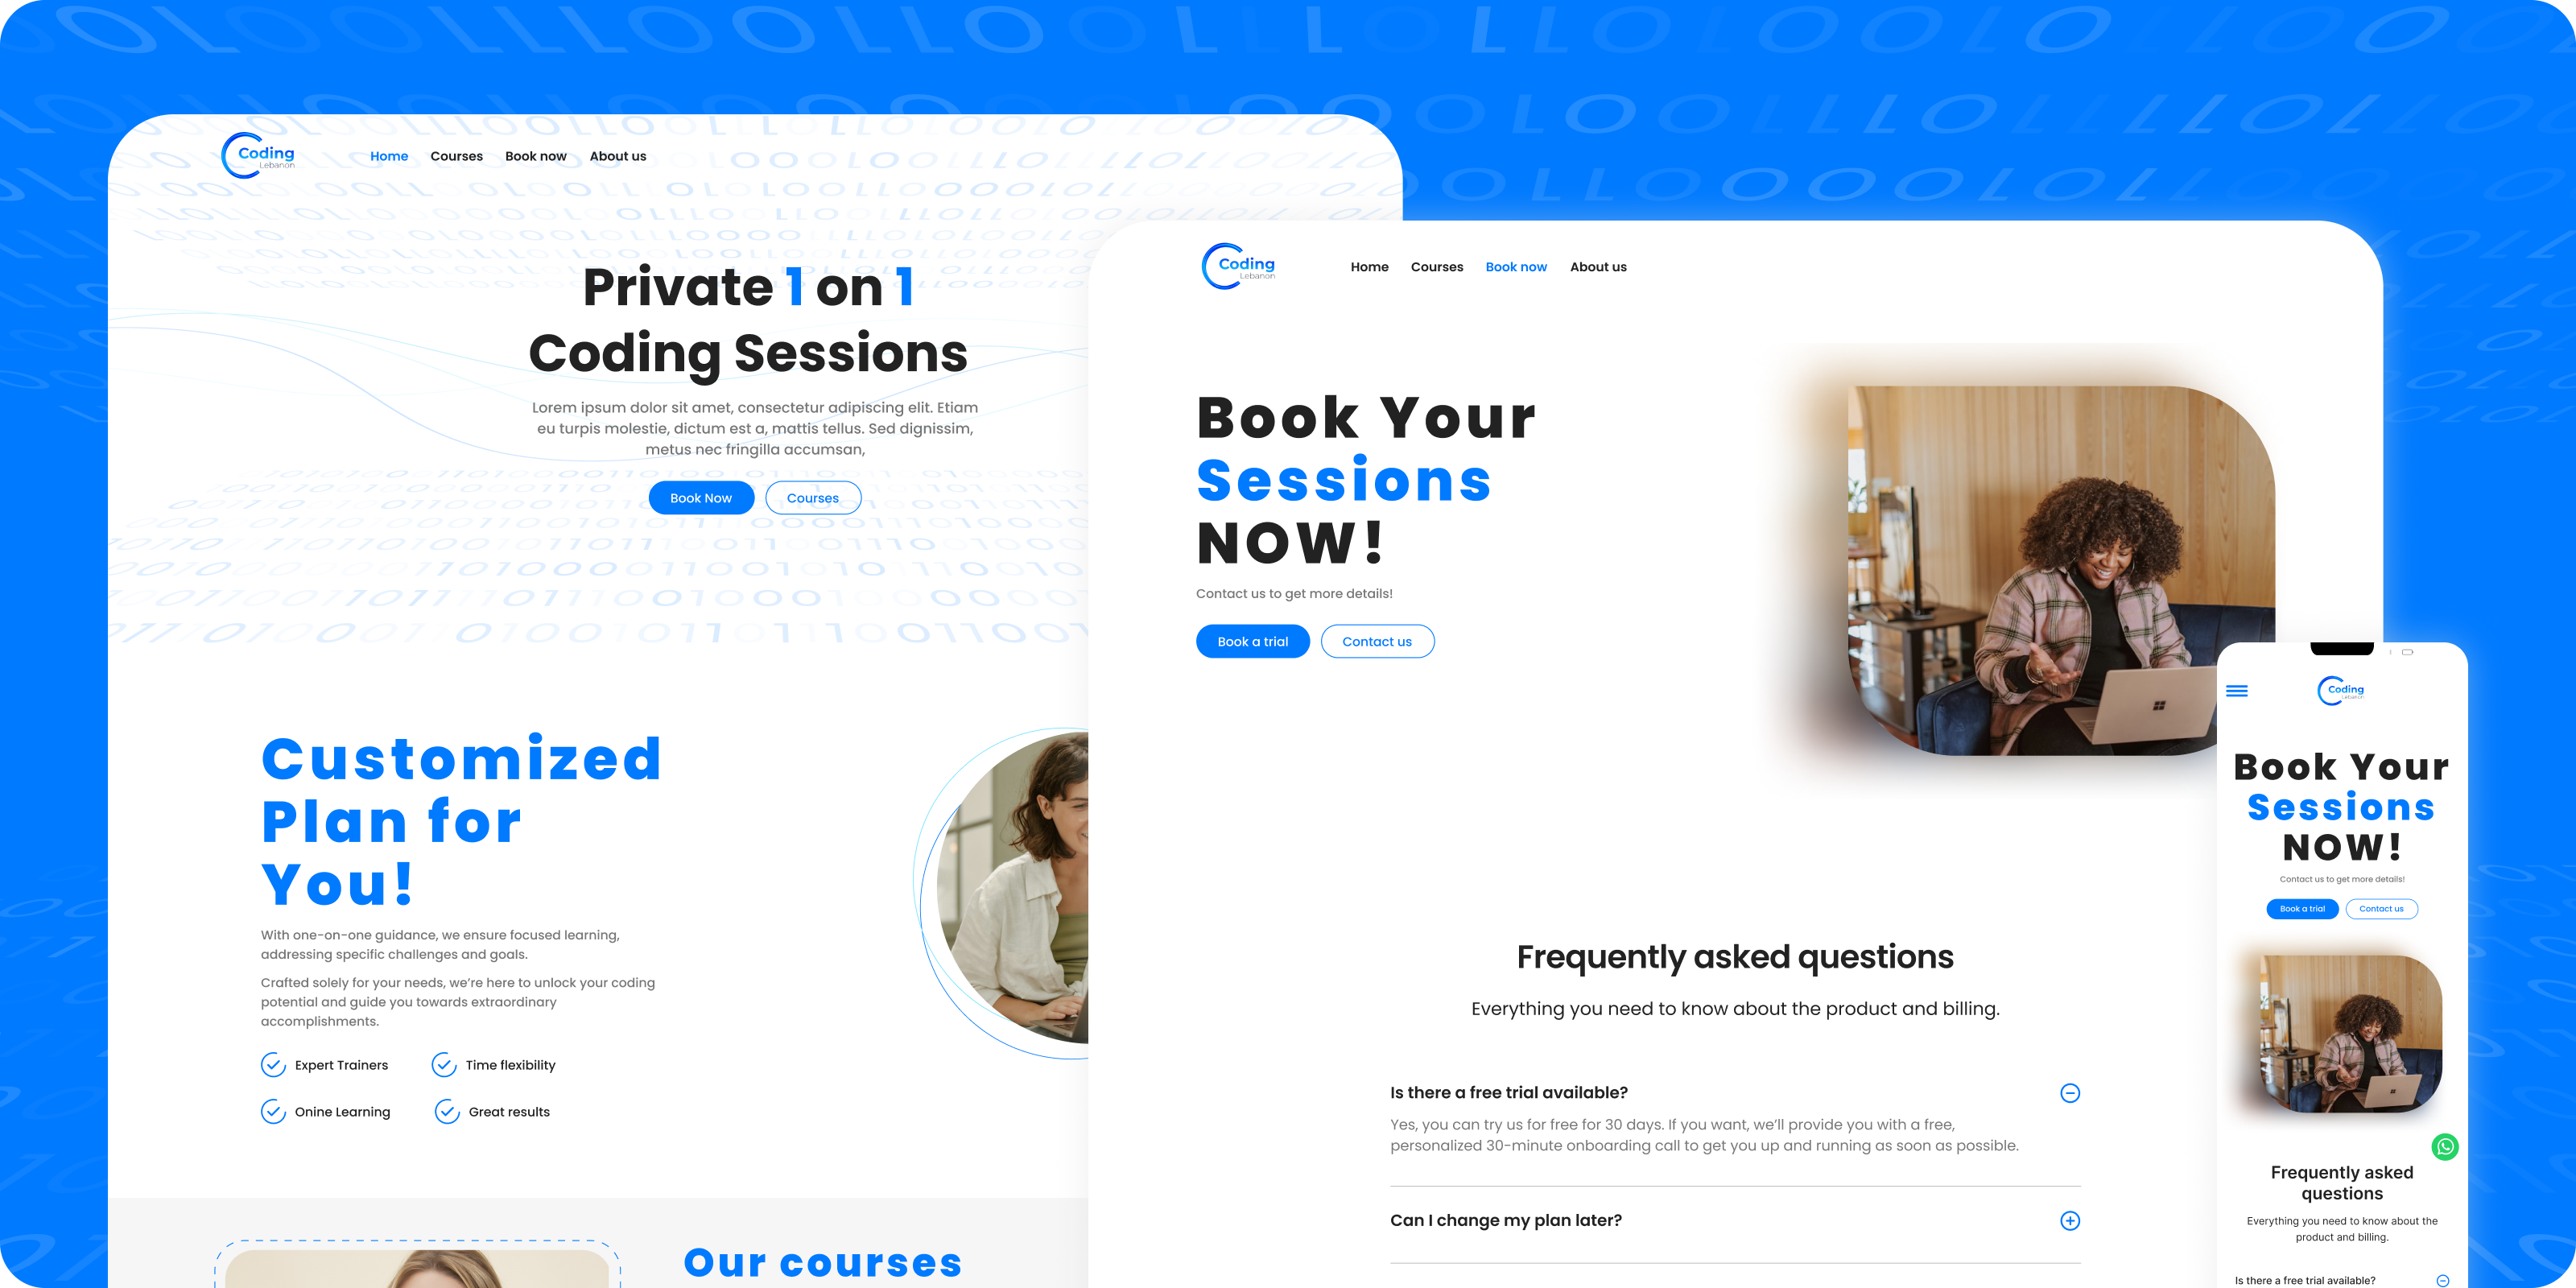 Coding
Lebanon
Home Courses Book now About us
Private 1 on 1
Coding Sessions
Lorem ipsum dolor sit amet, consectetur adipiscing elit. Etiam
eu turpis molestie, dictum est a, mattis tellus. Sed dignissim,
metus nec fringilla accumsan,
Book Now Courses
Customized
Plan for
You!
With one-on-one guidance, we ensure focused learning,
addressing specific challenges and goals.
Crafted solely for your needs, we're here to unlock your coding
potential and guide you towards extraordinary
accomplishments.
Expert Trainers Time flexibility
Onine Learning Great results
Our courses
Coding
Lebanon
Home Courses Book now About us
Book Your
Sessions
NOW!
Contact us to get more details!
Book a trial Contact us
Frequently asked questions
Everything you need to know about the product and billing.
Is there a free trial available?
Yes, you can try us for free for 30 days. If you want, we'll provide you with a free,
personalized 30-minute onboarding call to get you up and running as soon as possible.
Can I change my plan later?
Coding
Lebanon
Book Your
Sessions
NOW!
Contact us to get more details!
Book a trial Contact us
Frequently asked
questions
Everything you need to know about the
product and billing.
Is there a free trial available?